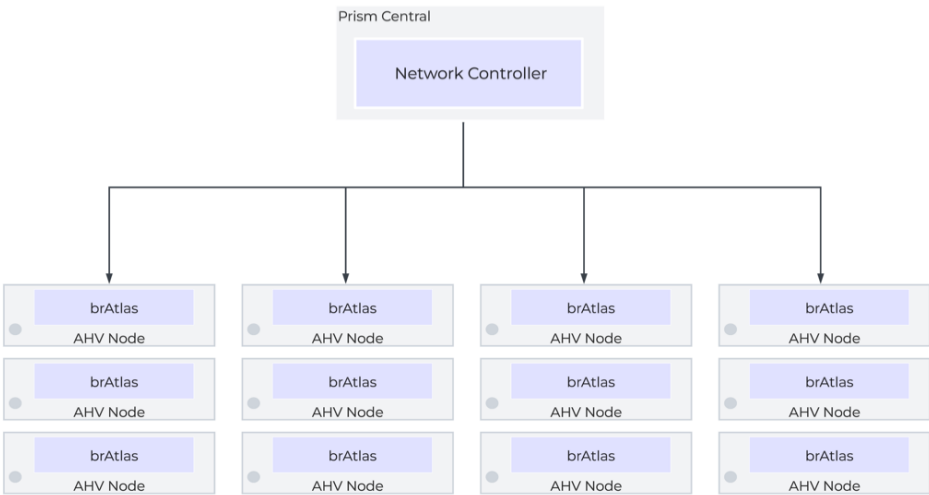 Prism Central
Network Controller
brAtlas
AHV Node
brAtlas
AHV Node
brAtlas
AHV Node
brAtlas
AHV Node
brAtlas
AHV Node
brAtlas
AHV Node
brAtlas
AHV Node
brAtlas
AHV Node
brAtlas
AHV Node
brAtlas
AHV Node
brAtlas
AHV Node
brAtlas
AHV Node